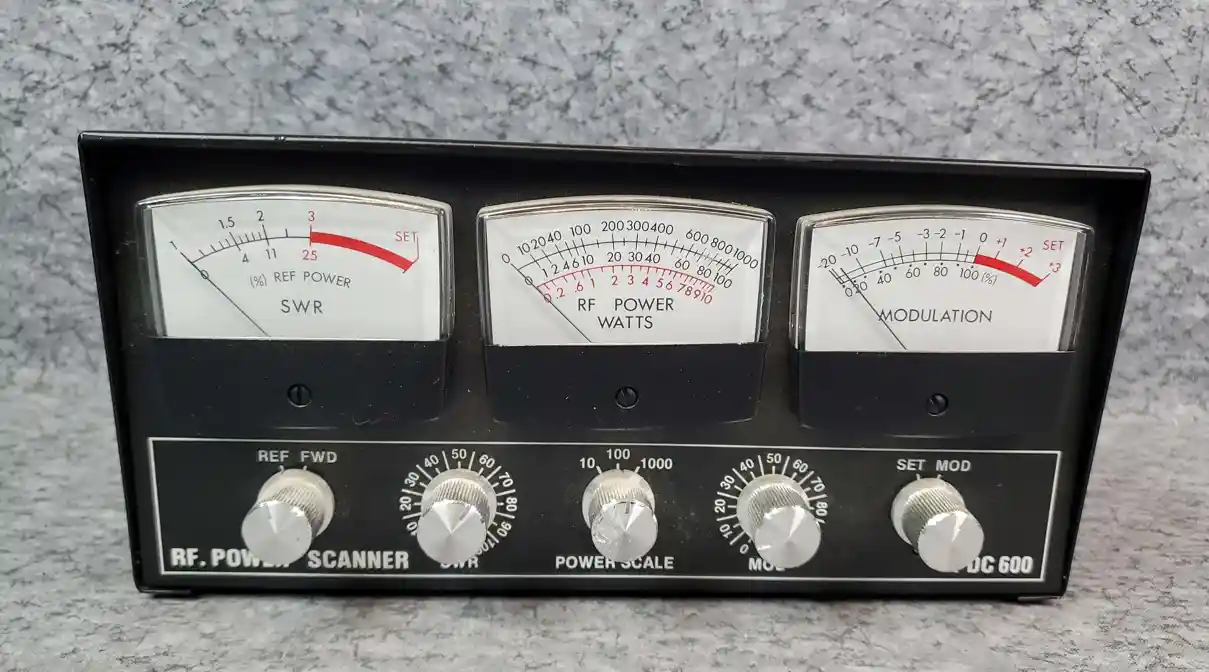 1 1.5 2 3 SET
0 4 11 25
(%) REF POWER
SWR
0 10 20 40 100 200 300 400 600 800 1000
0 1 2 4 6 10 20 30 40 60 80 100
0 .2 .6 1 2 3 4 5 6 7 8 9 10
RF POWER
WATTS
-20 -10 -7 -5 -3 -2 -1 0 +1 +2 +3 SET
0 20 40 60 80 100 (%)
MODULATION
REF FWD
20 30 40 50 60 70 80 90 100
10 100 1000
0 10 20 30 40 50 60 70 80
SET MOD
RF. POWER SCANNER
SWR
POWER SCALE
MOD
DC 600